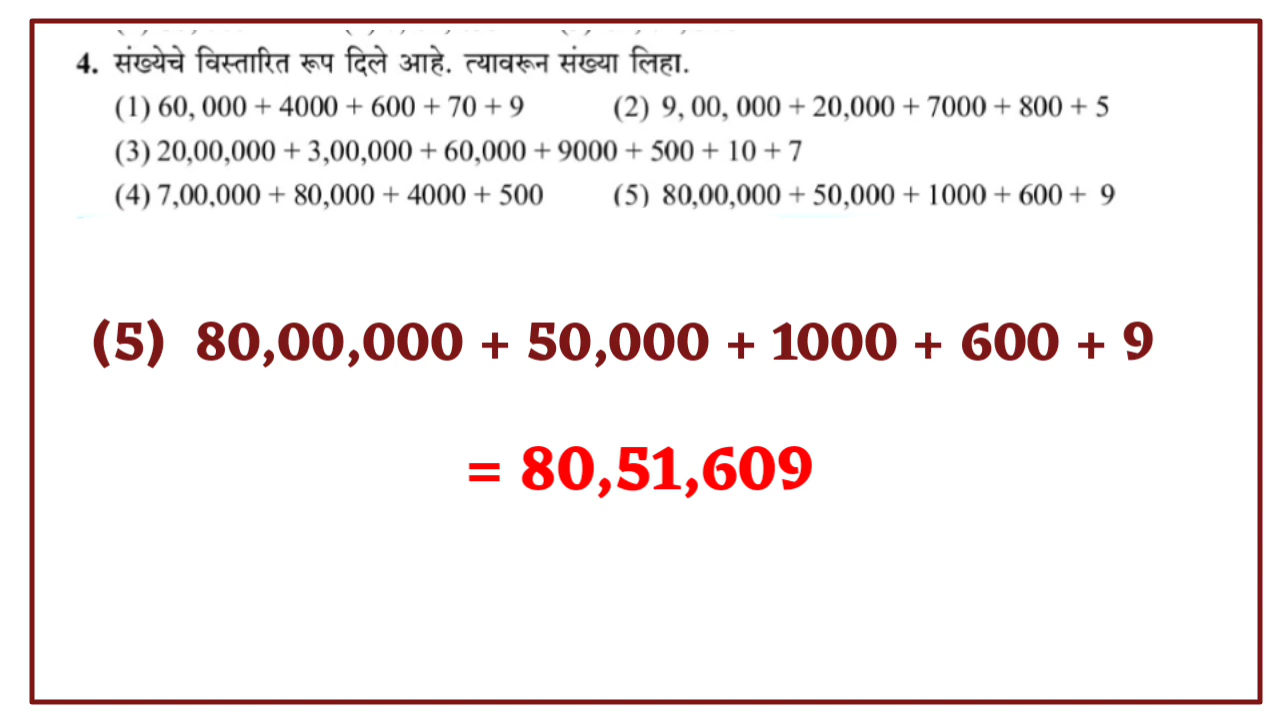 4. संख्येचे विस्तारित रूप दिले आहे. त्यावरून संख्या लिहा.
(1) 60, 000 + 4000 + 600 + 70 + 9 (2) 9, 00, 000 + 20,000 + 7000 + 800 + 5
(3) 20,00,000 + 3,00,000 + 60,000 + 9000 + 500 + 10 + 7
(4) 7,00,000 + 80,000 + 4000 + 500 (5) 80,00,000 + 50,000 + 1000 + 600 + 9
(5) 80,00,000 + 50,000 + 1000 + 600 + 9
= 80,51,609